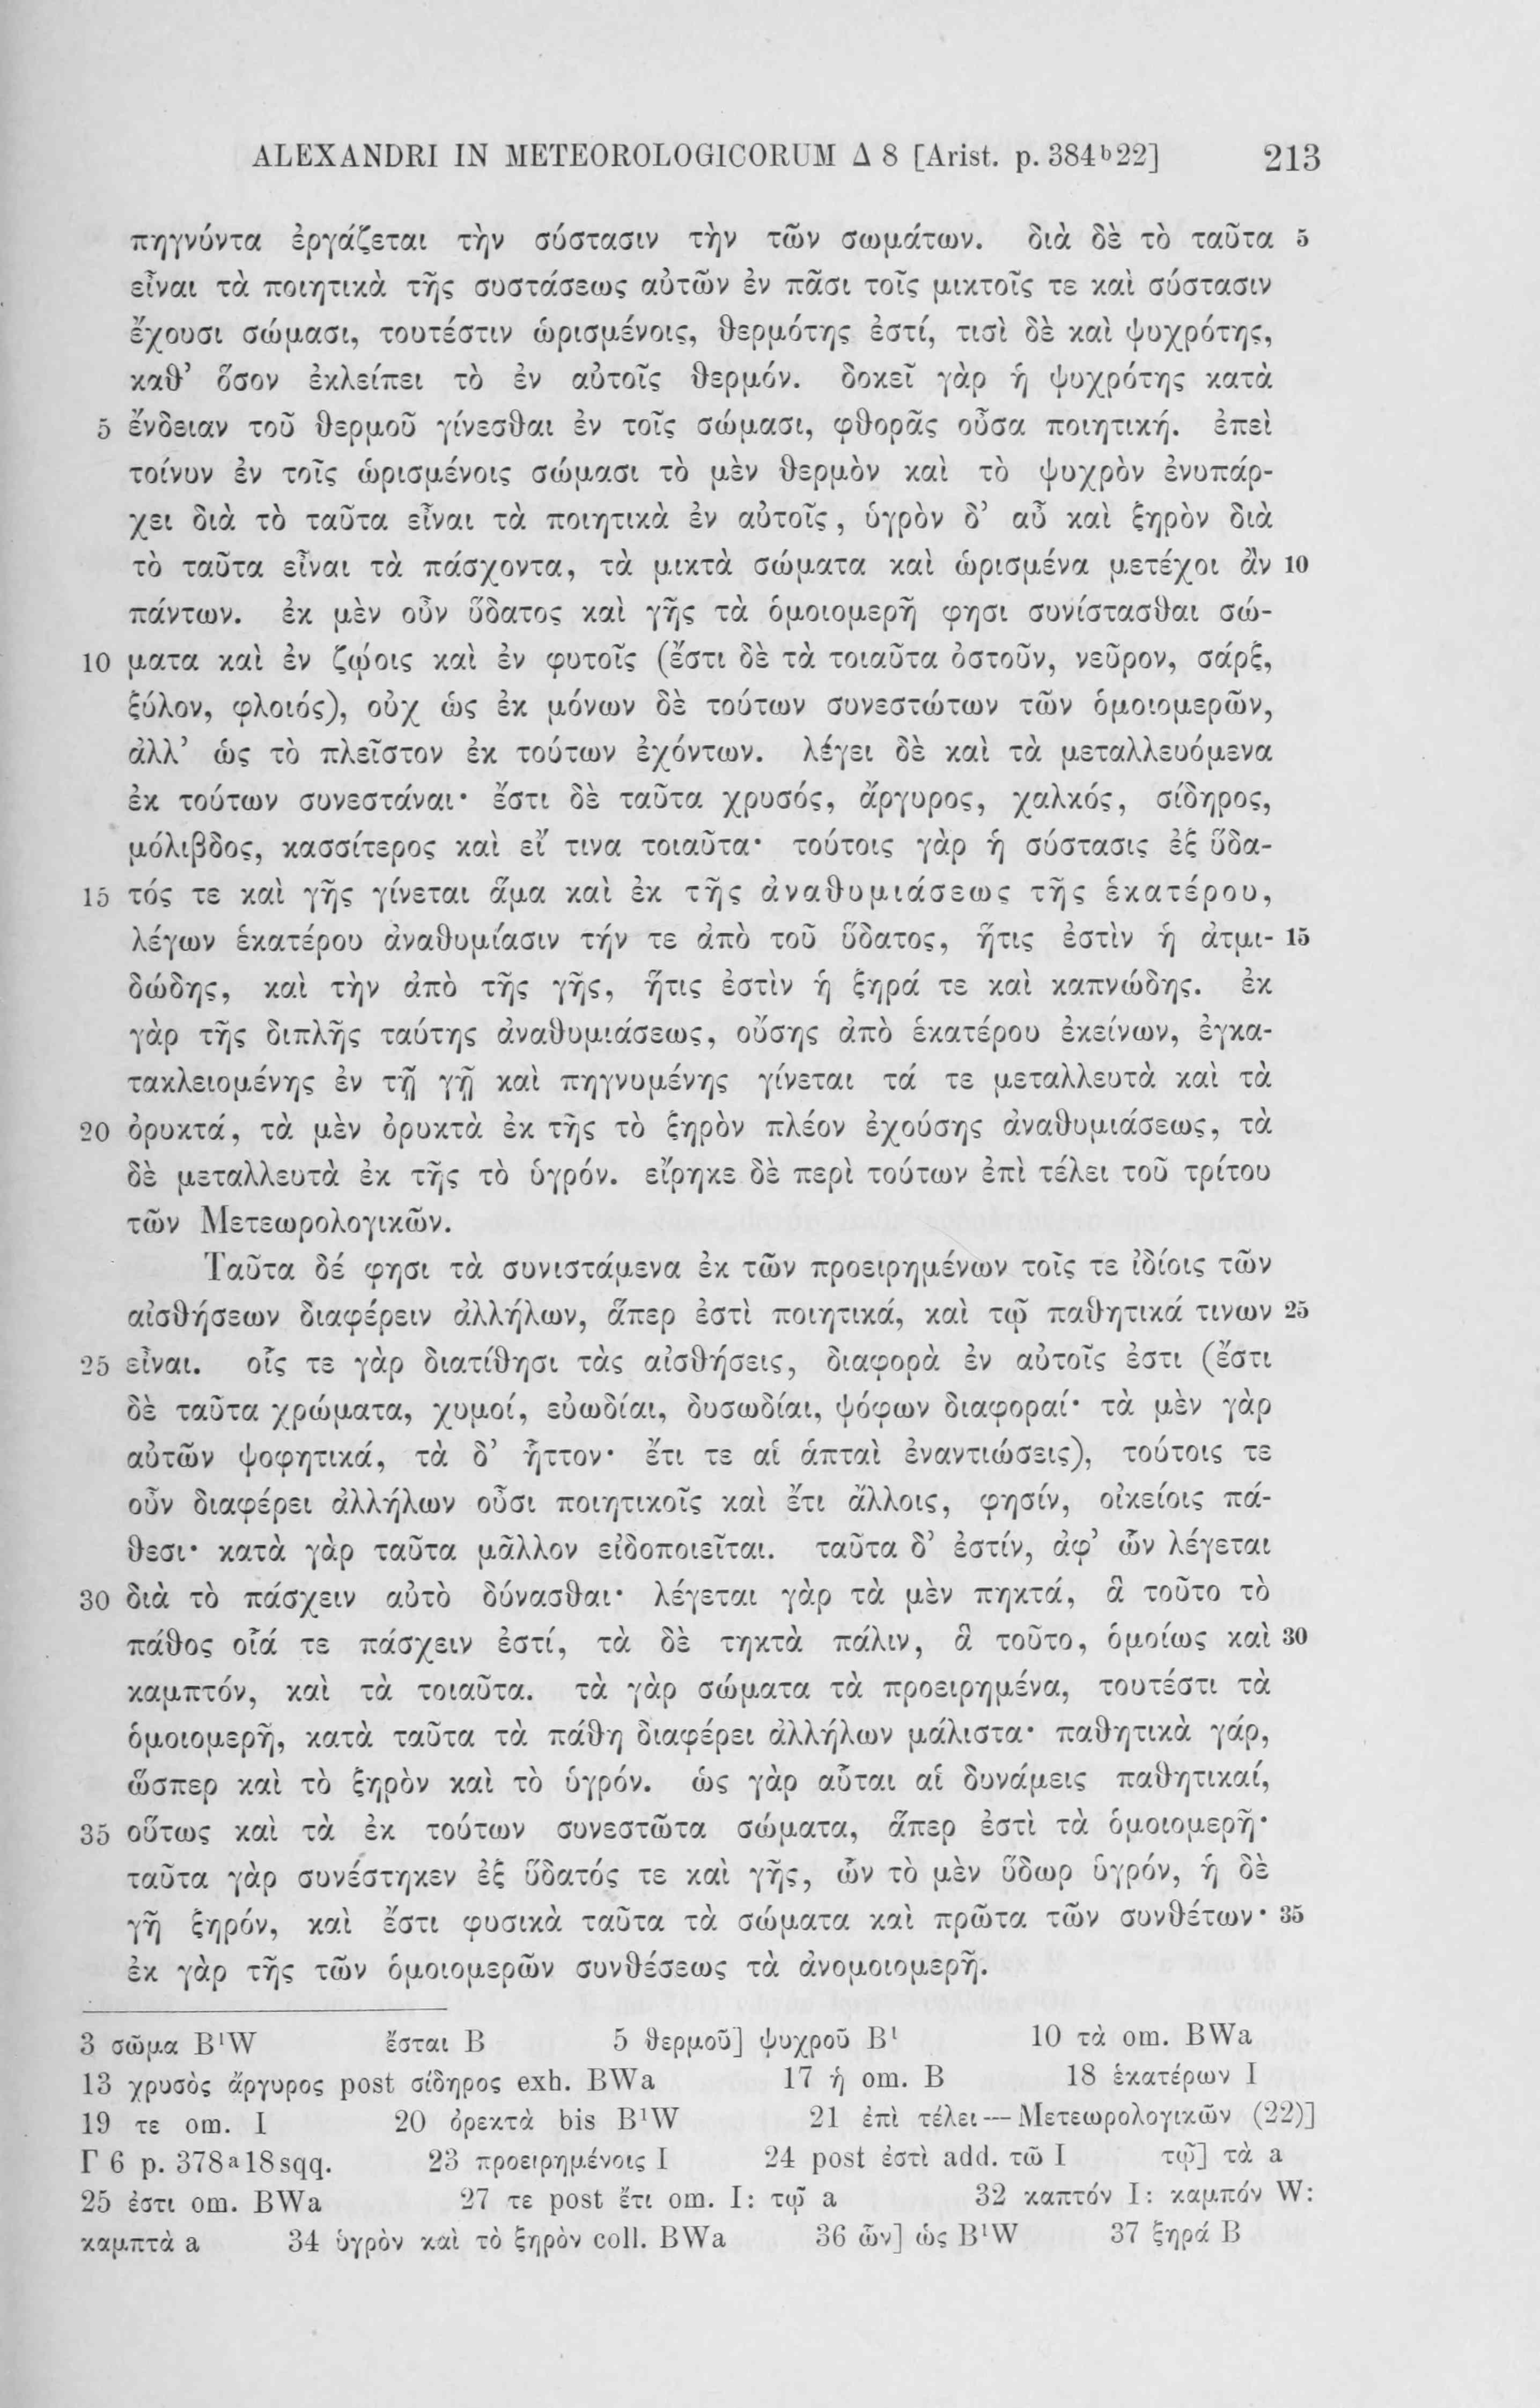 ALEXANDRI IN METEOROLOGICORUM Δ 8 [Arist. p. 384ᵇ22] 213
πηγνύντα ἐργάζεται τὴν σύστασιν τὴν τῶν σωμάτων. διὰ δὲ τὸ ταῦτα 5
εἶναι τὰ ποιητικὰ τῆς συστάσεως αὐτῶν ἐν πᾶσι τοῖς μικτοῖς τε καὶ σύστασιν
ἔχουσι σώμασι, τουτέστιν ὡρισμένοις, θερμότης ἐστί, τισὶ δὲ καὶ ψυχρότης,
καθ’ ὅσον ἐκλείπει τὸ ἐν αὐτοῖς θερμόν. δοκεῖ γὰρ ἡ ψυχρότης κατὰ
5 ἔνδειαν τοῦ θερμοῦ γίνεσθαι ἐν τοῖς σώμασι, φθορᾶς οὖσα ποιητική. ἐπεὶ
τοίνυν ἐν τοῖς ὡρισμένοις σώμασι τὸ μὲν θερμὸν καὶ τὸ ψυχρὸν ἐνυπάρ-
χει διὰ τὸ ταῦτα εἶναι τὰ ποιητικὰ ἐν αὐτοῖς, ὑγρὸν δ’ αὖ καὶ ξηρὸν διὰ
τὸ ταῦτα εἶναι τὰ πάσχοντα, τὰ μικτὰ σώματα καὶ ὡρισμένα μετέχοι ἂν 10
πάντων. ἐκ μὲν οὖν ὕδατος καὶ γῆς τὰ ὁμοιομερῆ φησι συνίστασθαι σώ-
10 ματα καὶ ἐν ζῴοις καὶ ἐν φυτοῖς (ἔστι δὲ τὰ τοιαῦτα ὀστοῦν, νεῦρον, σάρξ,
ξύλον, φλοιός), οὐχ ὡς ἐκ μόνων δὲ τούτων συνεστώτων τῶν ὁμοιομερῶν,
ἀλλ’ ὡς τὸ πλεῖστον ἐκ τούτων ἐχόντων. λέγει δὲ καὶ τὰ μεταλλευόμενα
ἐκ τούτων συνεστάναι· ἔστι δὲ ταῦτα χρυσός, ἄργυρος, χαλκός, σίδηρος,
μόλιβδος, κασσίτερος καὶ εἴ τινα τοιαῦτα· τούτοις γὰρ ἡ σύστασις ἐξ ὕδα-
15 τός τε καὶ γῆς γίνεται ἅμα καὶ ἐκ τῆς ἀναθυμιάσεως τῆς ἑκατέρου,
λέγων ἑκατέρου ἀναθυμίασιν τήν τε ἀπὸ τοῦ ὕδατος, ἥτις ἐστὶν ἡ ἀτμι- 15
δώδης, καὶ τὴν ἀπὸ τῆς γῆς, ἥτις ἐστὶν ἡ ξηρά τε καὶ καπνώδης. ἐκ
γὰρ τῆς διπλῆς ταύτης ἀναθυμιάσεως, οὔσης ἀπὸ ἑκατέρου ἐκείνων, ἐγκα-
τακλειομένης ἐν τῇ γῇ καὶ πηγνυμένης γίνεται τά τε μεταλλευτὰ καὶ τὰ
20 ὀρυκτά, τὰ μὲν ὀρυκτὰ ἐκ τῆς τὸ ξηρὸν πλέον ἐχούσης ἀναθυμιάσεως, τὰ
δὲ μεταλλευτὰ ἐκ τῆς τὸ ὑγρόν. εἴρηκε δὲ περὶ τούτων ἐπὶ τέλει τοῦ τρίτου
τῶν Μετεωρολογικῶν.
Ταῦτα δέ φησι τὰ συνιστάμενα ἐκ τῶν προειρημένων τοῖς τε ἰδίοις τῶν
αἰσθήσεων διαφέρειν ἀλλήλων, ἅπερ ἐστὶ ποιητικά, καὶ τῷ παθητικά τινων 25
25 εἶναι. οἷς τε γὰρ διατίθησι τὰς αἰσθήσεις, διαφορὰ ἐν αὐτοῖς ἐστι (ἔστι
δὲ ταῦτα χρώματα, χυμοί, εὐωδίαι, δυσωδίαι, ψόφων διαφοραί· τὰ μὲν γὰρ
αὐτῶν ψοφητικά, τὰ δ’ ἧττον· ἔτι τε αἱ ἁπταὶ ἐναντιώσεις), τούτοις τε
οὖν διαφέρει ἀλλήλων οὖσι ποιητικοῖς καὶ ἔτι ἄλλοις, φησίν, οἰκείοις πά-
θεσι· κατὰ γὰρ ταῦτα μᾶλλον εἰδοποιεῖται. ταῦτα δ’ ἐστίν, ἀφ’ ὧν λέγεται
30 διὰ τὸ πάσχειν αὐτὸ δύνασθαι· λέγεται γὰρ τὰ μὲν πηκτά, ἃ τοῦτο τὸ
πάθος οἷά τε πάσχειν ἐστί, τὰ δὲ τηκτὰ πάλιν, ἃ τοῦτο, ὁμοίως καὶ 30
καμπτόν, καὶ τὰ τοιαῦτα. τὰ γὰρ σώματα τὰ προειρημένα, τουτέστι τὰ
ὁμοιομερῆ, κατὰ ταῦτα τὰ πάθη διαφέρει ἀλλήλων μάλιστα· παθητικὰ γάρ,
ὥσπερ καὶ τὸ ξηρὸν καὶ τὸ ὑγρόν. ὡς γὰρ αὗται αἱ δυνάμεις παθητικαί,
35 οὕτως καὶ τὰ ἐκ τούτων συνεστῶτα σώματα, ἅπερ ἐστὶ τὰ ὁμοιομερῆ·
ταῦτα γὰρ συνέστηκεν ἐξ ὕδατός τε καὶ γῆς, ὧν τὸ μὲν ὕδωρ ὑγρόν, ἡ δὲ
γῆ ξηρόν, καὶ ἔστι φυσικὰ ταῦτα τὰ σώματα καὶ πρῶτα τῶν συνθέτων· 35
ἐκ γὰρ τῆς τῶν ὁμοιομερῶν συνθέσεως τὰ ἀνομοιομερῆ.
3 σῶμα B¹W ἔσται B 5 θερμοῦ] ψυχροῦ B¹ 10 τὰ om. BWa
13 χρυσὸς ἄργυρος post σίδηρος exh. BWa 17 ἡ om. B 18 ἑκατέρων I
19 τε om. I 20 ὀρεκτὰ bis B¹W 21 ἐπὶ τέλει — Μετεωρολογικῶν (22)]
Γ 6 p. 378ᵃ18sqq. 23 προειρημένοις I 24 post ἐστὶ add. τῶ I τῷ] τὰ a
25 ἐστι om. BWa 27 τε post ἔτι om. I: τῷ a 32 καπτόν I: καμπόν W:
καμπτὰ a 34 ὑγρὸν καὶ τὸ ξηρὸν coll. BWa 36 ὧν] ὡς B¹W 37 ξηρά B